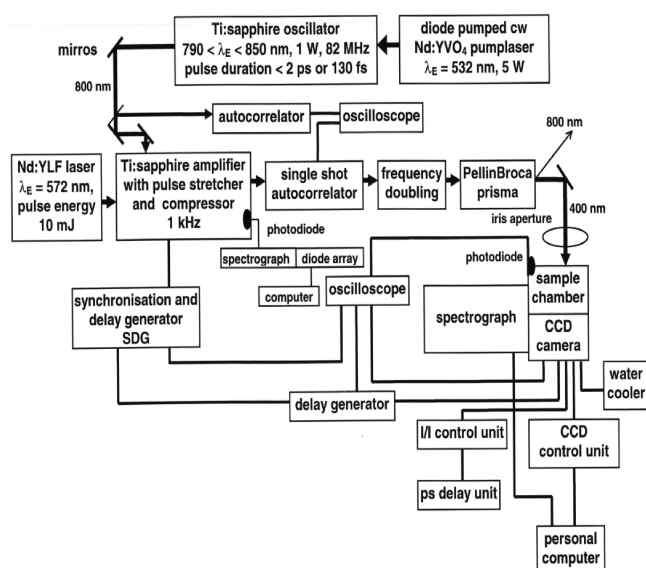 Ti:sapphire oscillator
790 < λE < 850 nm, 1 W, 82 MHz
pulse duration < 2 ps or 130 fs
diode pumped cw
Nd:YVO4 pumplaser
λE = 532 nm, 5 W
mirros
800 nm
autocorrelator
oscilloscope
800 nm
Nd:YLF laser
λE = 572 nm,
pulse energy
10 mJ
Ti:sapphire amplifier
with pulse stretcher
and compressor
1 kHz
single shot
autocorrelator
frequency
doubling
PellinBroca
prisma
400 nm
iris aperture
photodiode
spectrograph
diode array
computer
photodiode
sample
chamber
synchronisation and
delay generator
SDG
oscilloscope
spectrograph
CCD
camera
water
cooler
delay generator
I/I control unit
CCD
control unit
ps delay unit
personal
computer